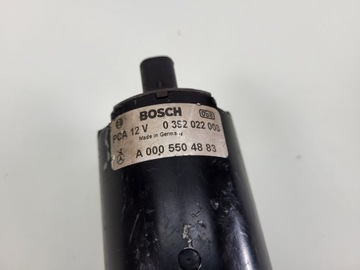 BOSCH
PCA 12 V 0 392 022 009
Made in Germany
A 000 550 48 83